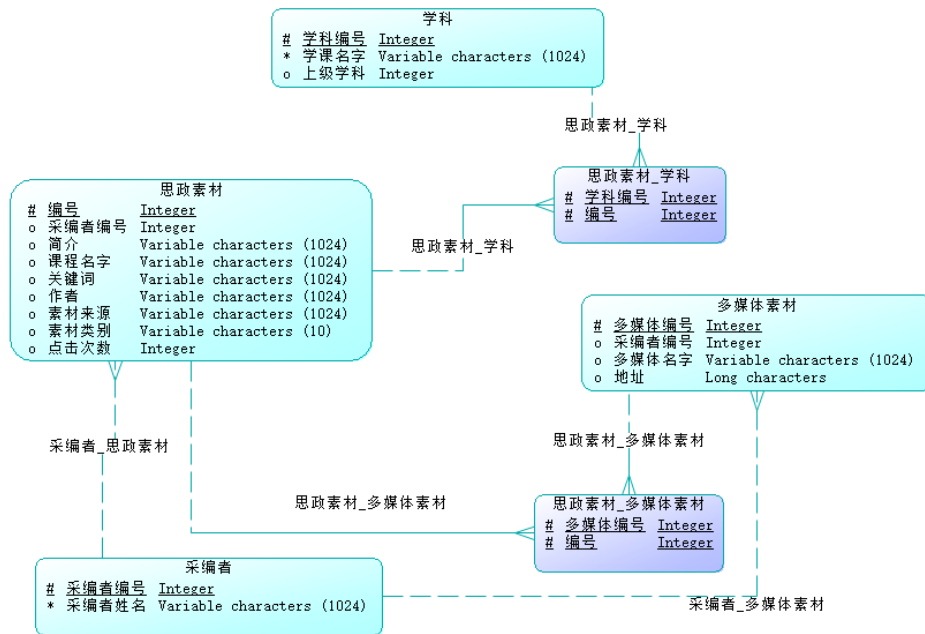 学科
# 学科编号 Integer
* 学课名字 Variable characters (1024)
o 上级学科 Integer
思政素材_学科
思政素材_学科
# 学科编号 Integer
# 编号 Integer
思政素材
# 编号 Integer
o 采编者编号 Integer
o 简介 Variable characters (1024)
o 课程名字 Variable characters (1024)
o 关键词 Variable characters (1024)
o 作者 Variable characters (1024)
o 素材来源 Variable characters (1024)
o 素材类别 Variable characters (10)
o 点击次数 Integer
思政素材_学科
多媒体素材
# 多媒体编号 Integer
o 采编者编号 Integer
o 多媒体名字 Variable characters (1024)
o 地址 Long characters
采编者_思政素材
思政素材_多媒体素材
思政素材_多媒体素材
思政素材_多媒体素材
# 多媒体编号 Integer
# 编号 Integer
采编者
# 采编者编号 Integer
* 采编者姓名 Variable characters (1024)
采编者_多媒体素材